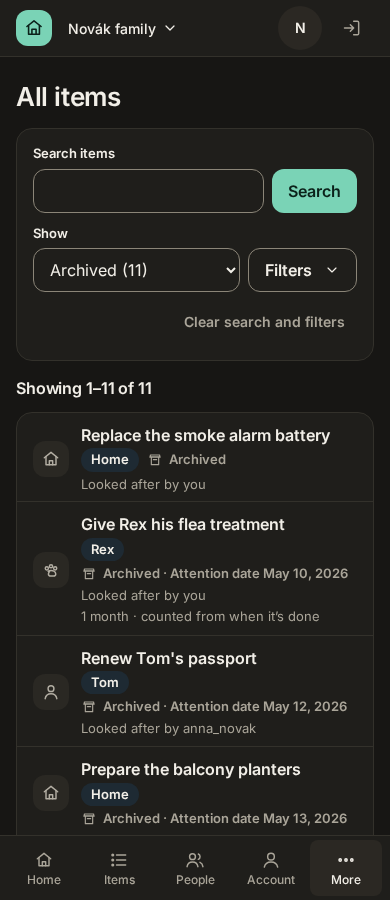 Novák family
N
All items
Search items
Search
Show
Archived (11)
Filters
Clear search and filters
Showing 1–11 of 11
Replace the smoke alarm battery
Home
Archived
Looked after by you
Give Rex his flea treatment
Rex
Archived · Attention date May 10, 2026
Looked after by you
1 month · counted from when it’s done
Renew Tom's passport
Tom
Archived · Attention date May 12, 2026
Looked after by anna_novak
Prepare the balcony planters
Home
Archived · Attention date May 13, 2026
Home
Items
People
Account
More